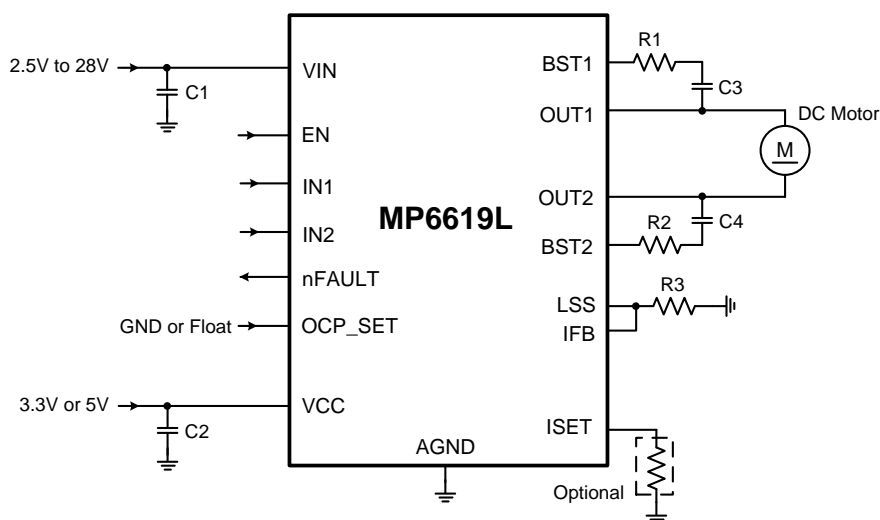 2.5V to 28V
C1
VIN
EN
IN1
IN2
nFAULT
GND or Float
OCP_SET
3.3V or 5V
VCC
C2
MP6619L
AGND
BST1
R1
C3
OUT1
DC Motor
M
OUT2
C4
R2
BST2
LSS
R3
IFB
ISET
Optional